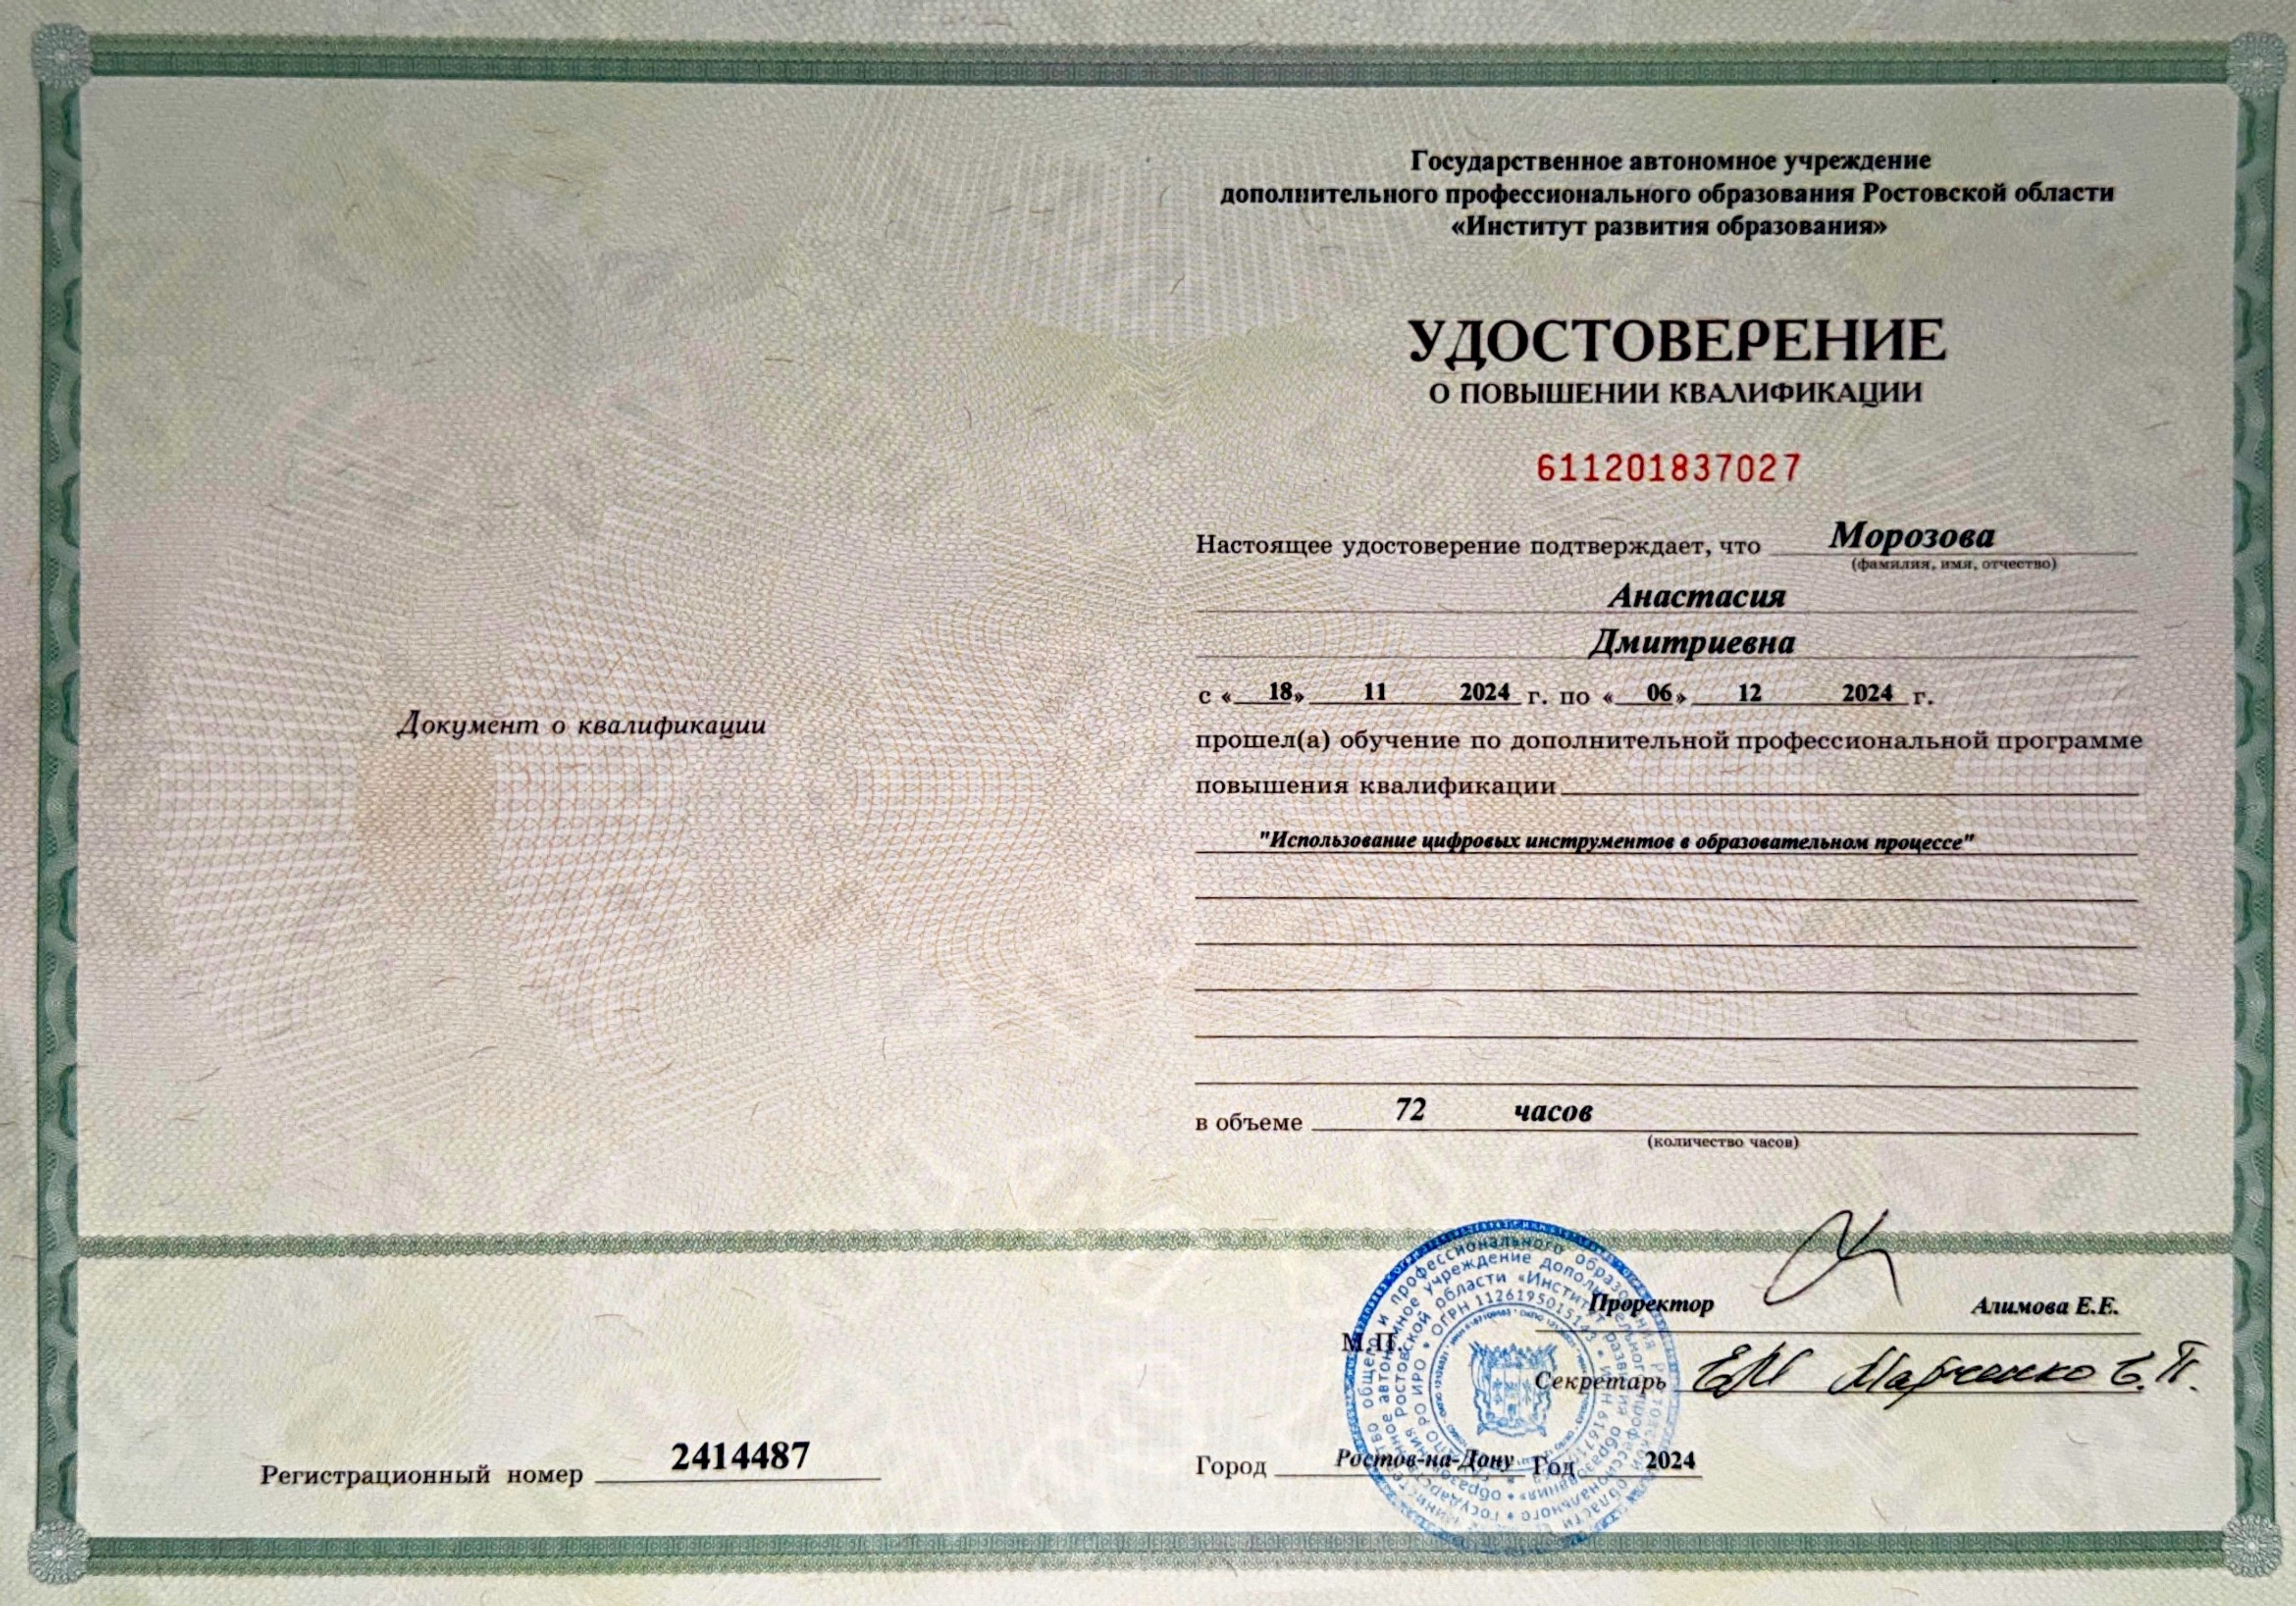 Государственное автономное учреждение
дополнительного профессионального образования Ростовской области
«Институт развития образования»
УДОСТОВЕРЕНИЕ
О ПОВЫШЕНИИ КВАЛИФИКАЦИИ
611201837027
Настоящее удостоверение подтверждает, что Морозова
(фамилия, имя, отчество)
Анастасия
Дмитриевна
с « 18» 11 2024 г. по « 06» 12 2024 г.
прошел(а) обучение по дополнительной профессиональной программе
повышения квалификации
"Использование цифровых инструментов в образовательном процессе"
в объеме 72 часов
(количество часов)
Документ о квалификации
Регистрационный номер 2414487
Проректор Алимова Е.Е.
М.П.
Секретарь Марченко Е.П.
Город Ростов-на-Дону Год 2024
общего и профессионального образования Ростовской области
автономное учреждение дополнительного профессионального
Ростовской области «Институт развития образования»
РО ИРО • ОГРН 1126195015143